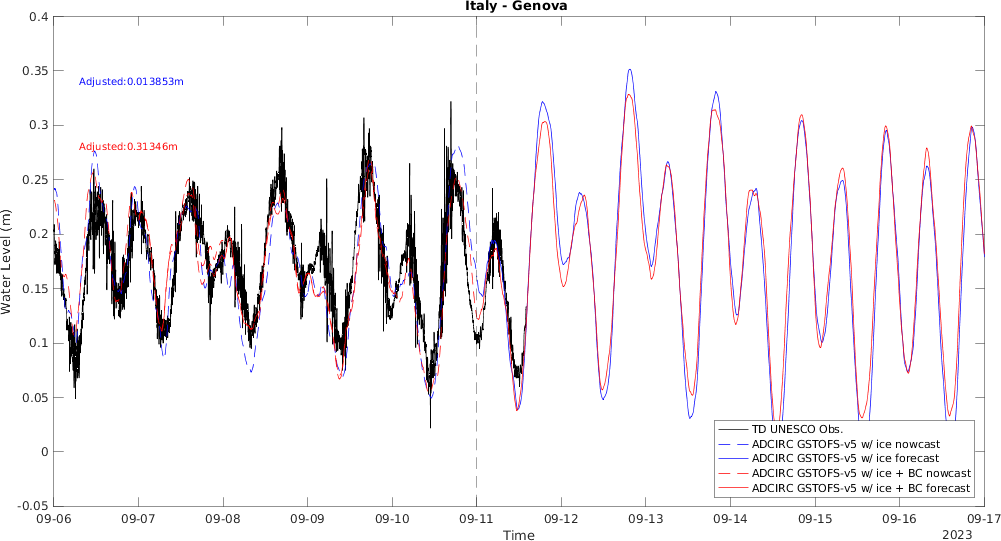 Italy - Genova
0.4
0.35
0.3
0.25
0.2
0.15
0.1
0.05
0
-0.05
Water Level (m)
Adjusted:0.013853m
Adjusted:0.31346m
TD UNESCO Obs.
ADCIRC GSTOFS-v5 w/ ice nowcast
ADCIRC GSTOFS-v5 w/ ice forecast
ADCIRC GSTOFS-v5 w/ ice + BC nowcast
ADCIRC GSTOFS-v5 w/ ice + BC forecast
09-06 09-07 09-08 09-09 09-10 09-11 09-12 09-13 09-14 09-15 09-16 09-17
Time
2023